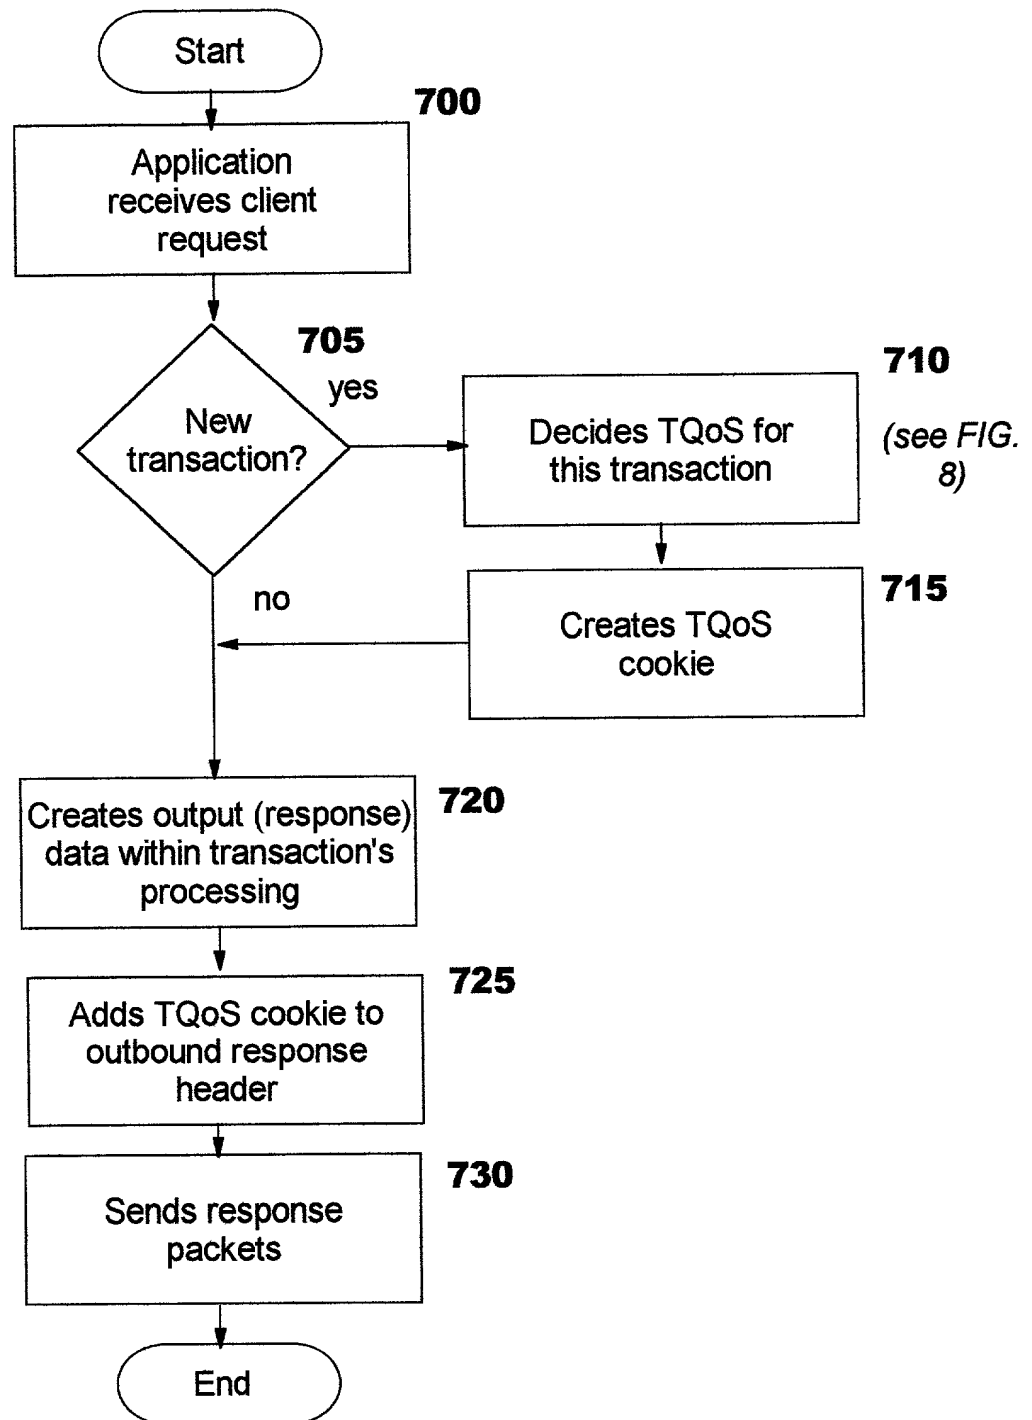 Start
700
Application
receives client
request
705
yes
New
transaction?
710
Decides TQoS for
this transaction
(see FIG.
8)
no
715
Creates TQoS
cookie
720
Creates output (response)
data within transaction's
processing
725
Adds TQoS cookie to
outbound response
header
730
Sends response
packets
End